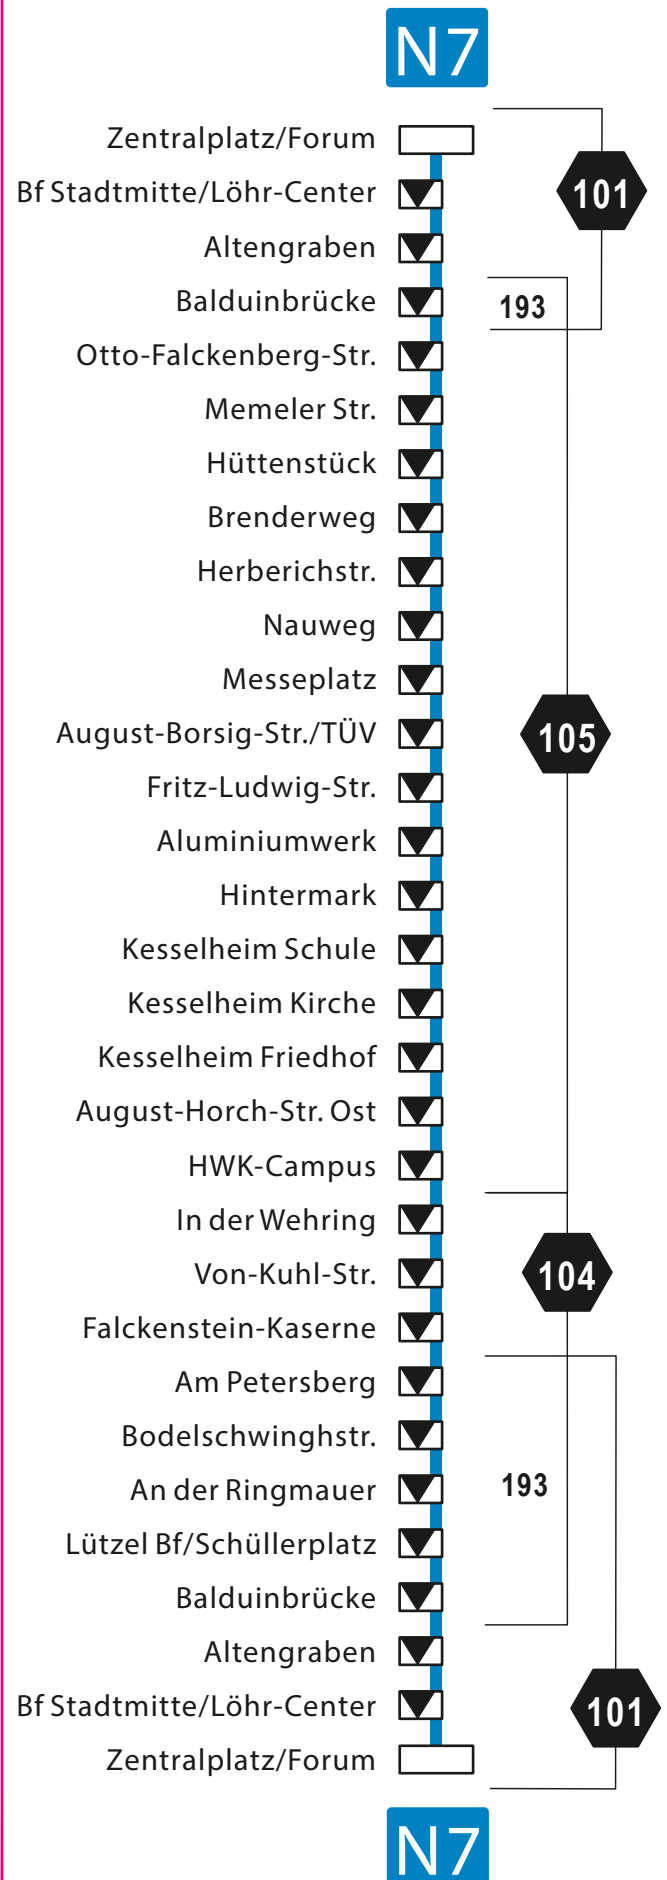 N7
Zentralplatz/Forum
Bf Stadtmitte/Löhr-Center
101
Altengraben
Balduinbrücke
193
Otto-Falckenberg-Str.
Memeler Str.
Hüttenstück
Brenderweg
Herberichstr.
Nauweg
Messeplatz
August-Borsig-Str./TÜV
105
Fritz-Ludwig-Str.
Aluminiumwerk
Hintermark
Kesselheim Schule
Kesselheim Kirche
Kesselheim Friedhof
August-Horch-Str. Ost
HWK-Campus
In der Wehring
Von-Kuhl-Str.
104
Falckenstein-Kaserne
Am Petersberg
Bodelschwinghstr.
An der Ringmauer
193
Lützel Bf/Schüllerplatz
Balduinbrücke
Altengraben
Bf Stadtmitte/Löhr-Center
101
Zentralplatz/Forum
N7